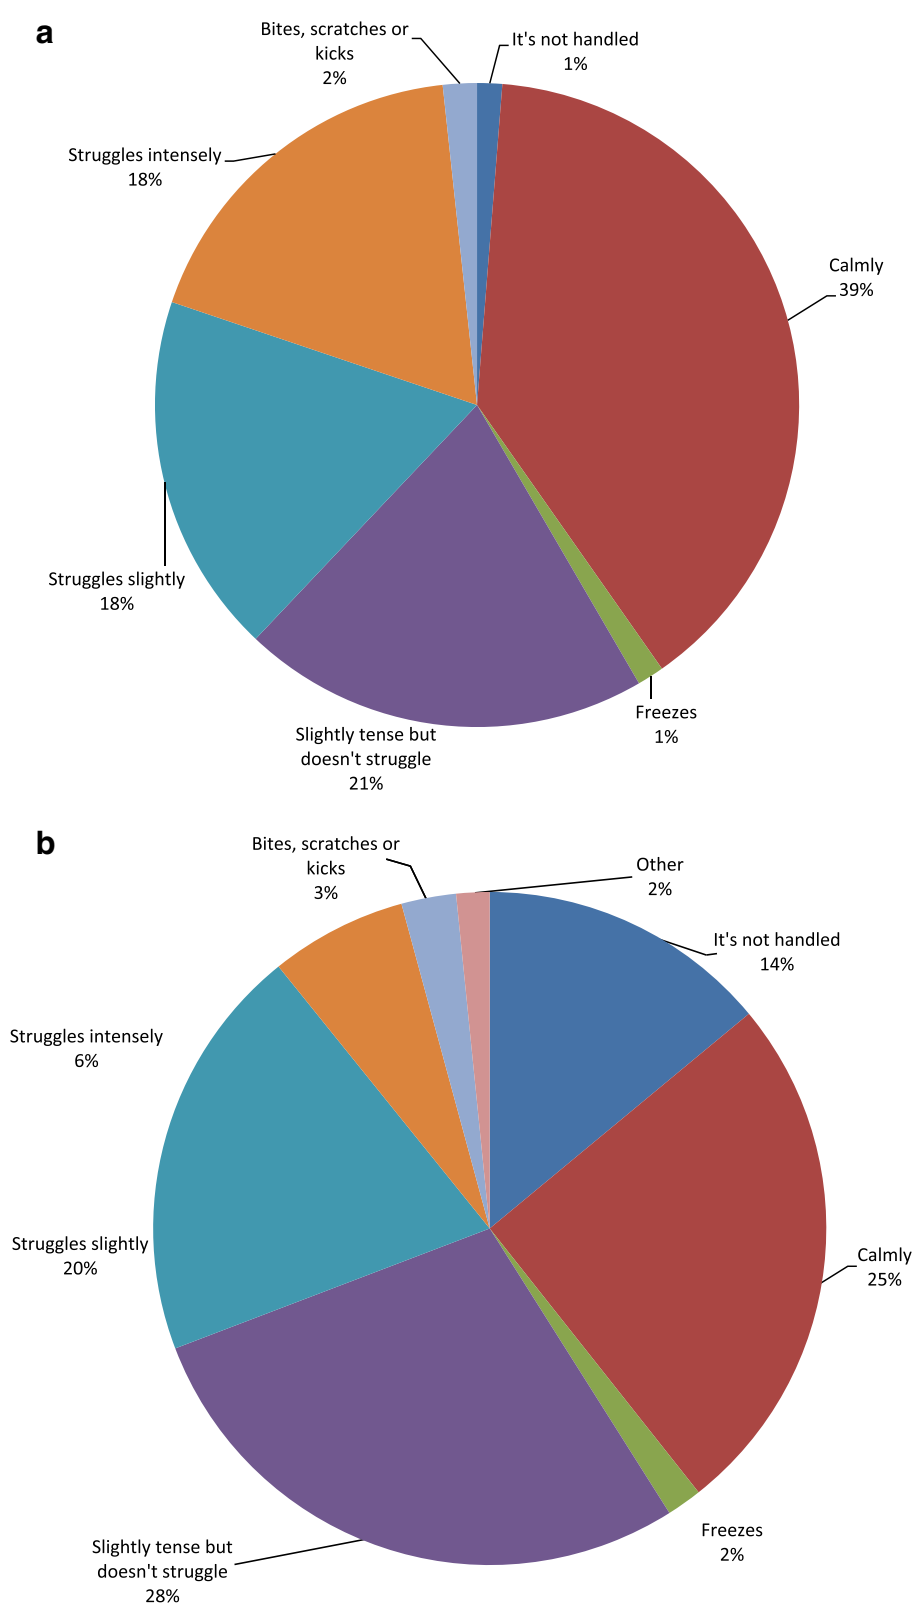 a
Bites, scratches or
kicks
2%
It's not handled
1%
Struggles intensely
18%
Calmly
39%
Struggles slightly
18%
Freezes
1%
Slightly tense but
doesn't struggle
21%
b
Bites, scratches or
kicks
3%
Other
2%
It's not handled
14%
Struggles intensely
6%
Struggles slightly
20%
Calmly
25%
Freezes
2%
Slightly tense but
doesn't struggle
28%